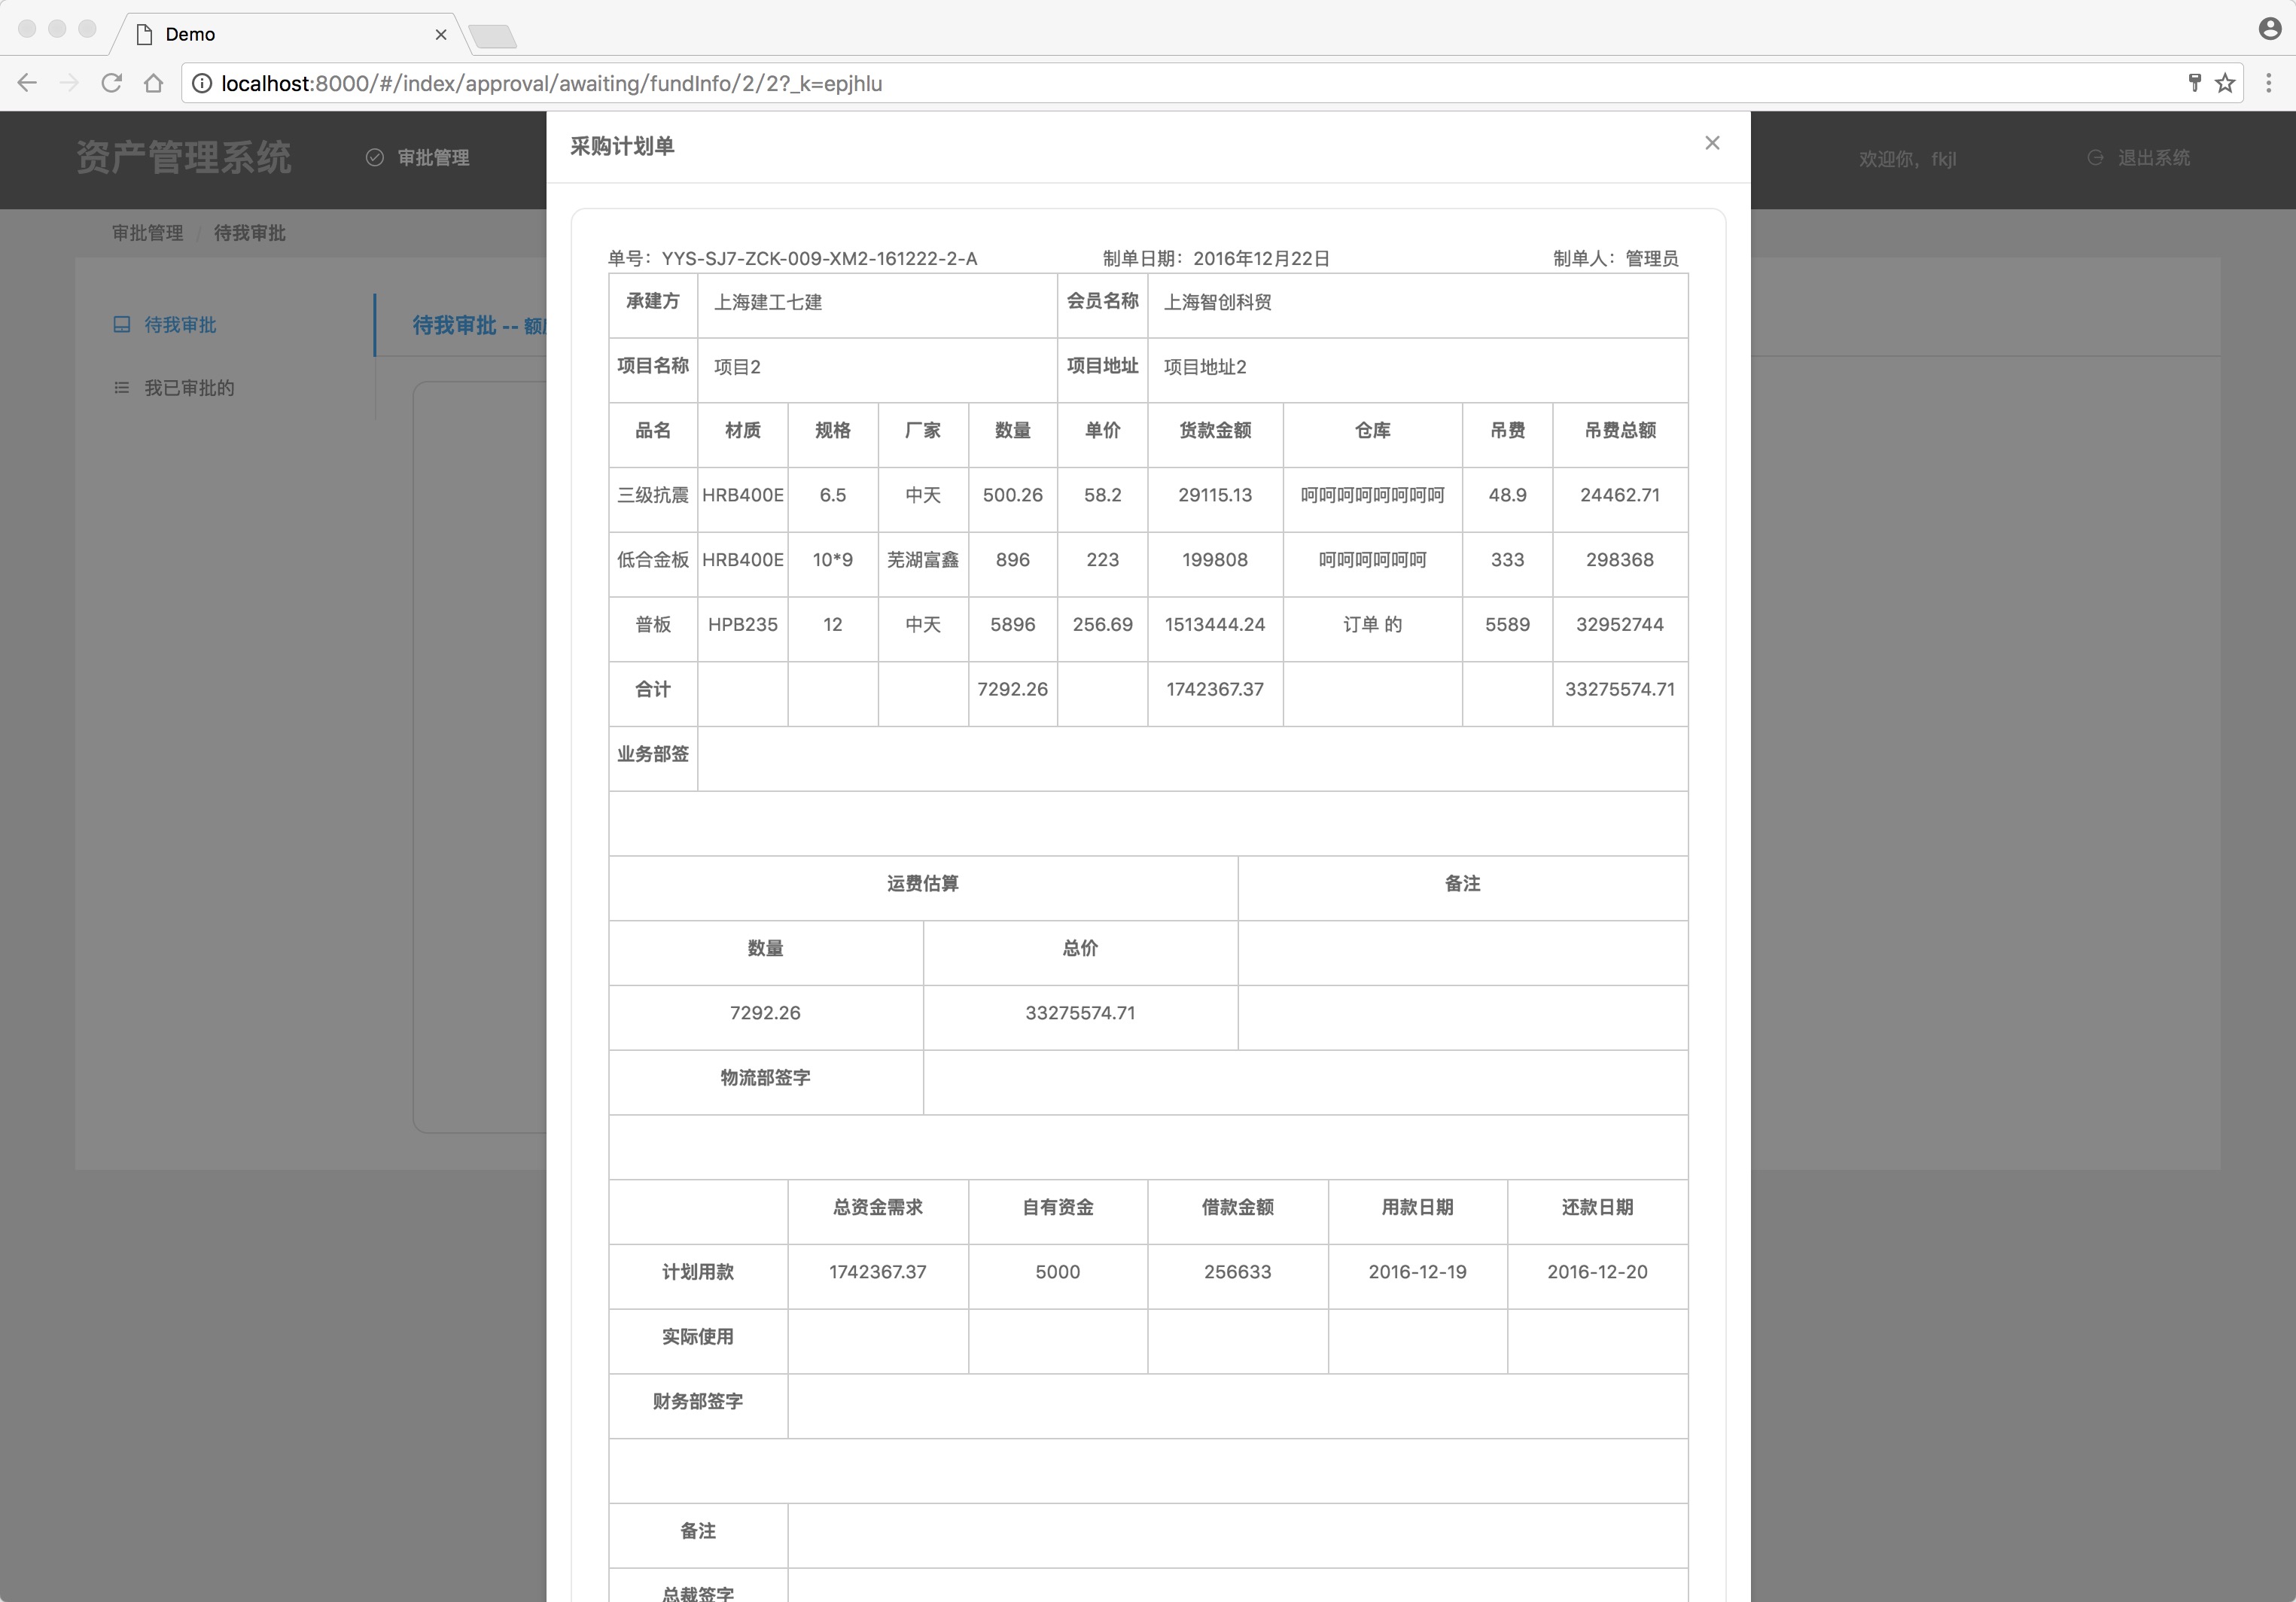 Demo
localhost:8000/#/index/approval/awaiting/fundInfo/2/2?_k=epjhlu
资产管理系统 审批管理 欢迎你，fkjl 退出系统
审批管理 / 待我审批
待我审批
我已审批的
待我审批 -- 额
采购计划单
单号：YYS-SJ7-ZCK-009-XM2-161222-2-A 制单日期：2016年12月22日 制单人：管理员
承建方 上海建工七建 会员名称 上海智创科贸
项目名称 项目2 项目地址 项目地址2
品名 材质 规格 厂家 数量 单价 货款金额 仓库 吊费 吊费总额
三级抗震 HRB400E 6.5 中天 500.26 58.2 29115.13 呵呵呵呵呵呵呵呵 48.9 24462.71
低合金板 HRB400E 10*9 芜湖富鑫 896 223 199808 呵呵呵呵呵呵 333 298368
普板 HPB235 12 中天 5896 256.69 1513444.24 订单 的 5589 32952744
合计 7292.26 1742367.37 33275574.71
业务部签
运费估算 备注
数量 总价
7292.26 33275574.71
物流部签字
总资金需求 自有资金 借款金额 用款日期 还款日期
计划用款 1742367.37 5000 256633 2016-12-19 2016-12-20
实际使用
财务部签字
备注
总裁签字